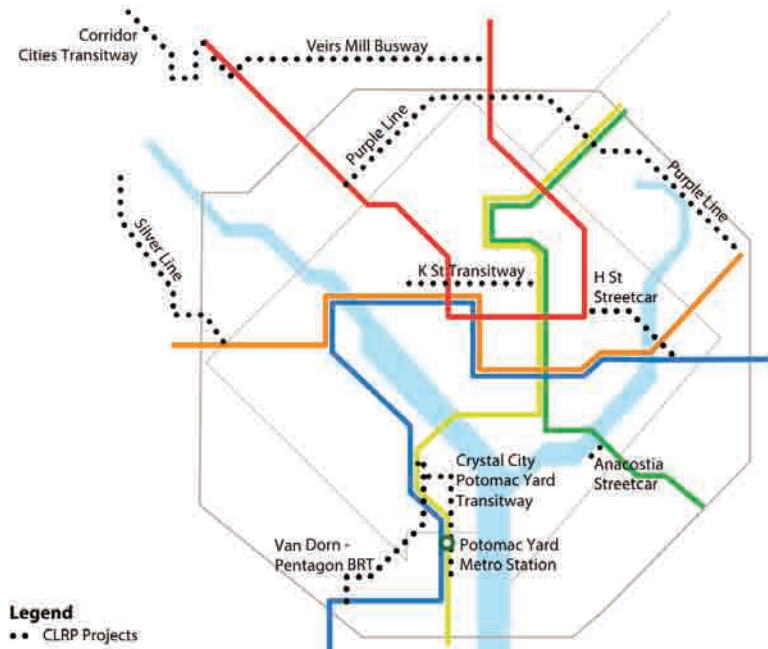 Corridor
Cities Transitway
Veirs Mill Busway
Purple Line
Purple Line
Silver Line
K St Transitway
H St
Streetcar
Crystal City
Potomac Yard
Transitway
Anacostia
Streetcar
Van Dorn -
Pentagon BRT
Potomac Yard
Metro Station
Legend
CLRP Projects